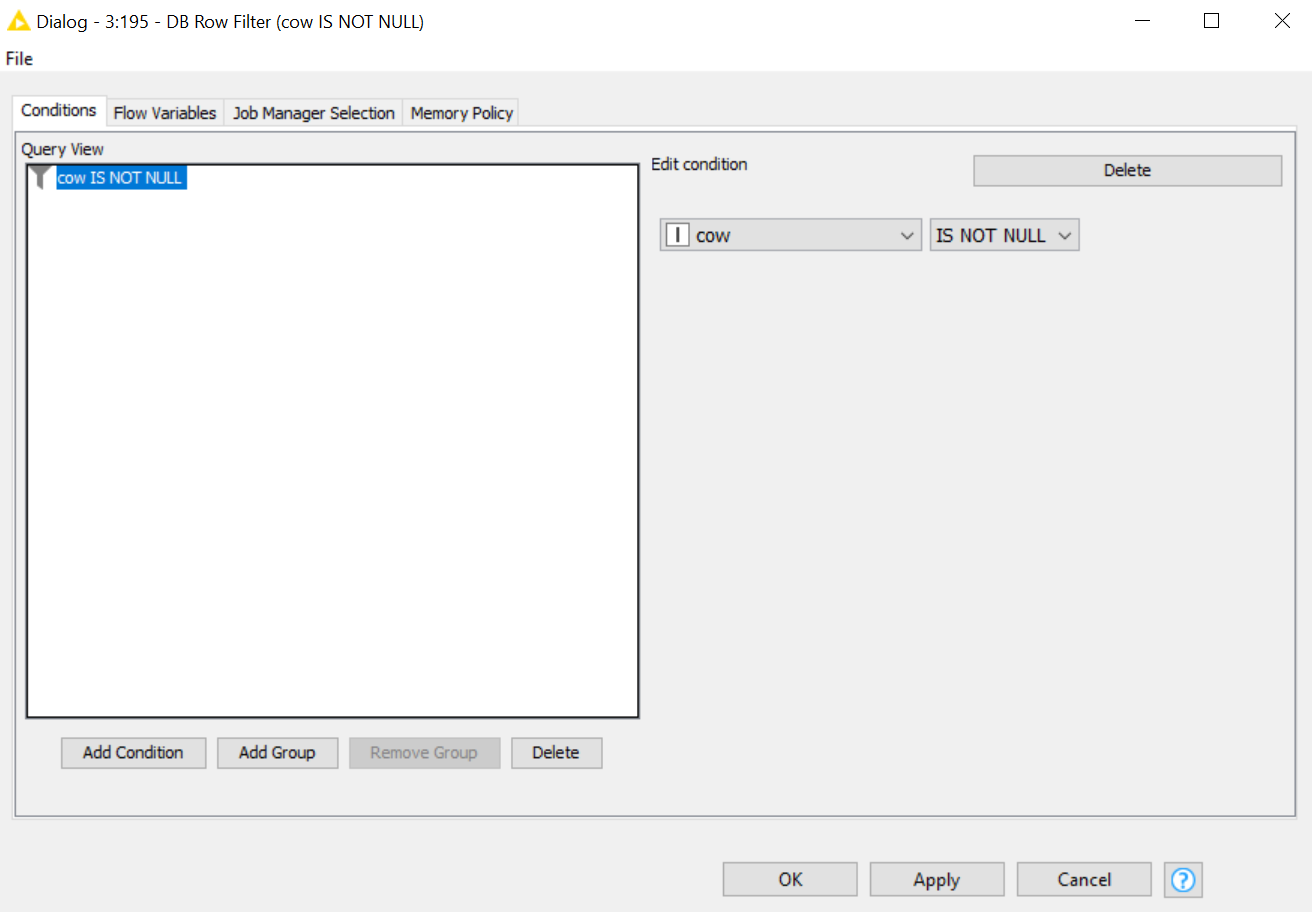 Dialog - 3:195 - DB Row Filter (cow IS NOT NULL)
File
Conditions Flow Variables Job Manager Selection Memory Policy
Query View
cow IS NOT NULL
Edit condition
Delete
I cow IS NOT NULL
Add Condition Add Group Remove Group Delete
OK Apply Cancel ?